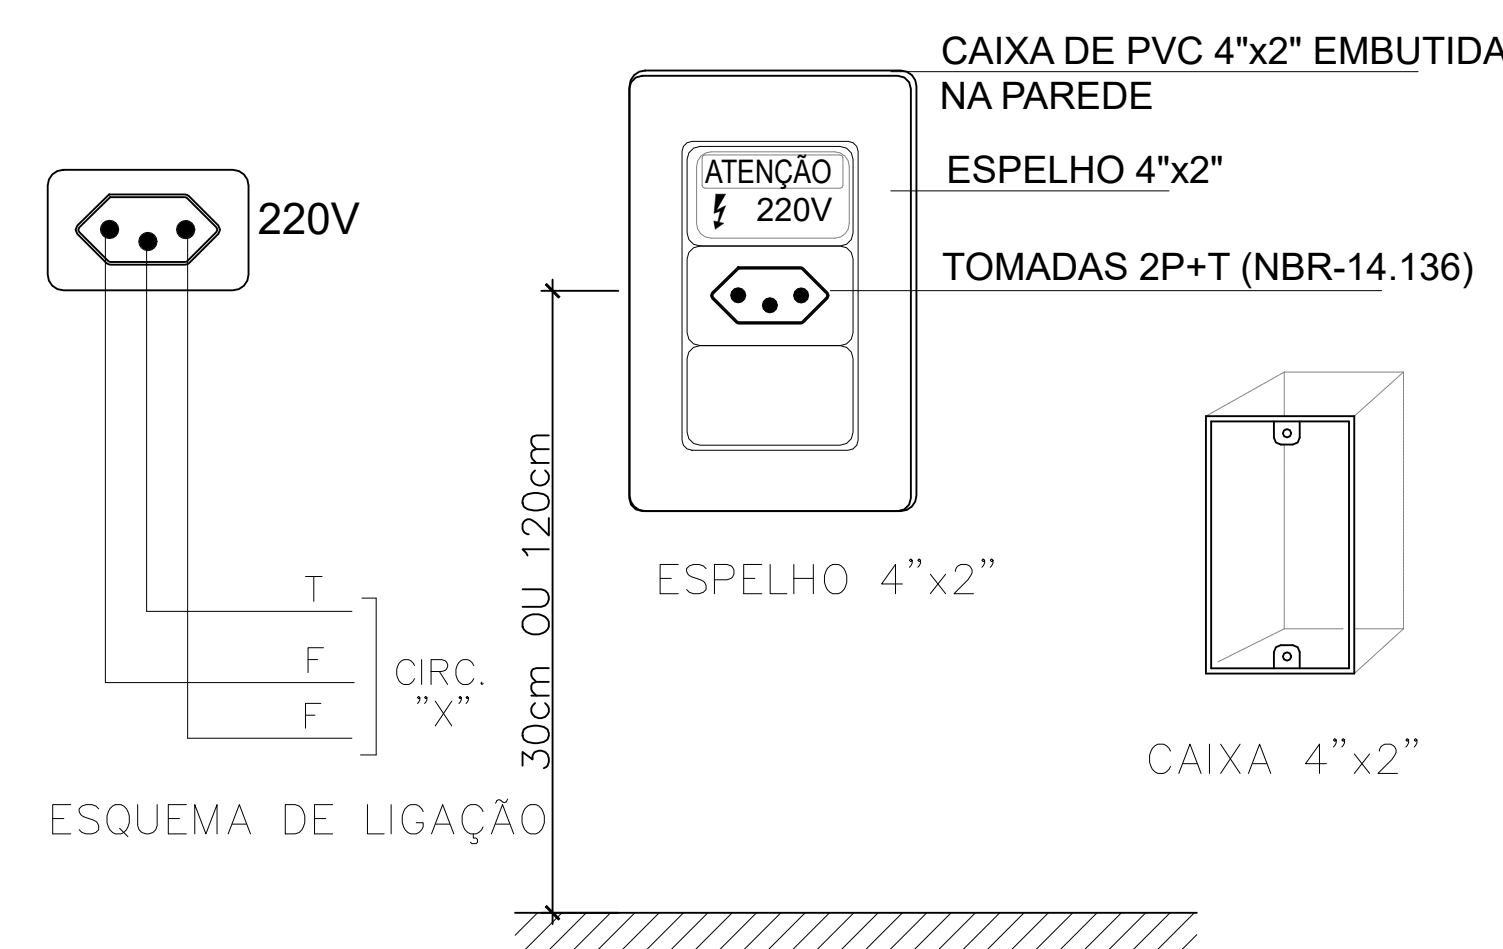 CAIXA DE PVC 4"x2" EMBUTIDA
NA PAREDE
ESPELHO 4"x2"
TOMADAS 2P+T (NBR-14.136)
ATENÇÃO
220V
220V
T
F
F
CIRC.
"X"
ESQUEMA DE LIGAÇÃO
30cm OU 120cm
ESPELHO 4"x2"
CAIXA 4"x2"